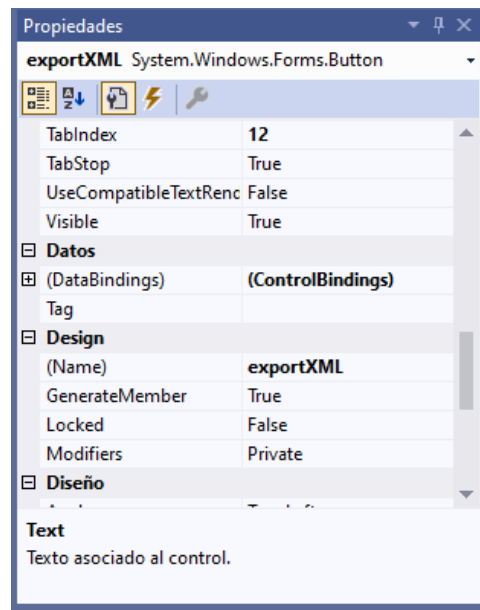 Propiedades
exportXML System.Windows.Forms.Button
TabIndex 12
TabStop True
UseCompatibleTextRend False
Visible True
Datos
(DataBindings) (ControlBindings)
Tag
Design
(Name) exportXML
GenerateMember True
Locked False
Modifiers Private
Diseño
Text
Texto asociado al control.